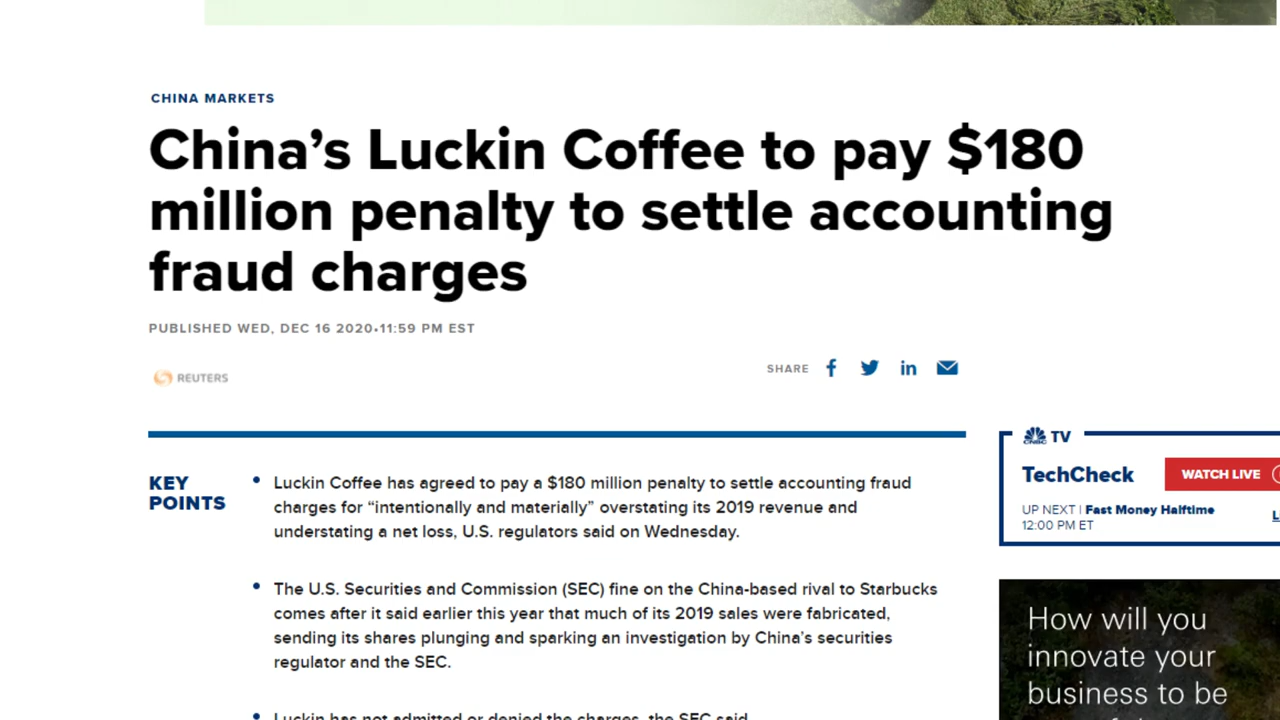 CHINA MARKETS
China's Luckin Coffee to pay $180
million penalty to settle accounting
fraud charges
PUBLISHED WED, DEC 16 2020•11:59 PM EST
REUTERS
SHARE
KEY
POINTS
• Luckin Coffee has agreed to pay a $180 million penalty to settle accounting fraud
charges for “intentionally and materially” overstating its 2019 revenue and
understating a net loss, U.S. regulators said on Wednesday.
• The U.S. Securities and Commission (SEC) fine on the China-based rival to Starbucks
comes after it said earlier this year that much of its 2019 sales were fabricated,
sending its shares plunging and sparking an investigation by China’s securities
regulator and the SEC.
• Luckin has not admitted or denied the charges, the SEC said
CNBC TV
TechCheck
WATCH LIVE
UP NEXT | Fast Money Halftime
12:00 PM ET
How will you
innovate your
business to be